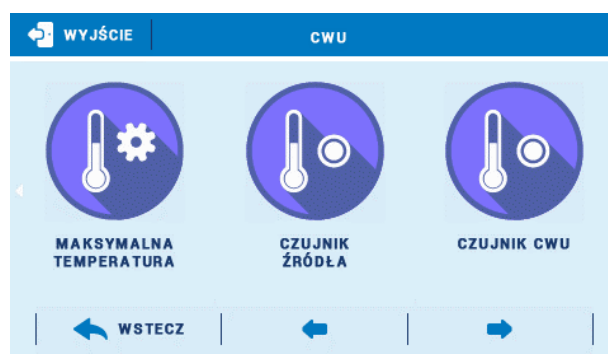 WYJŚCIE
CWU
MAKSYMALNA
TEMPERATURA
CZUJNIK
ŹRÓDŁA
CZUJNIK CWU
WSTECZ